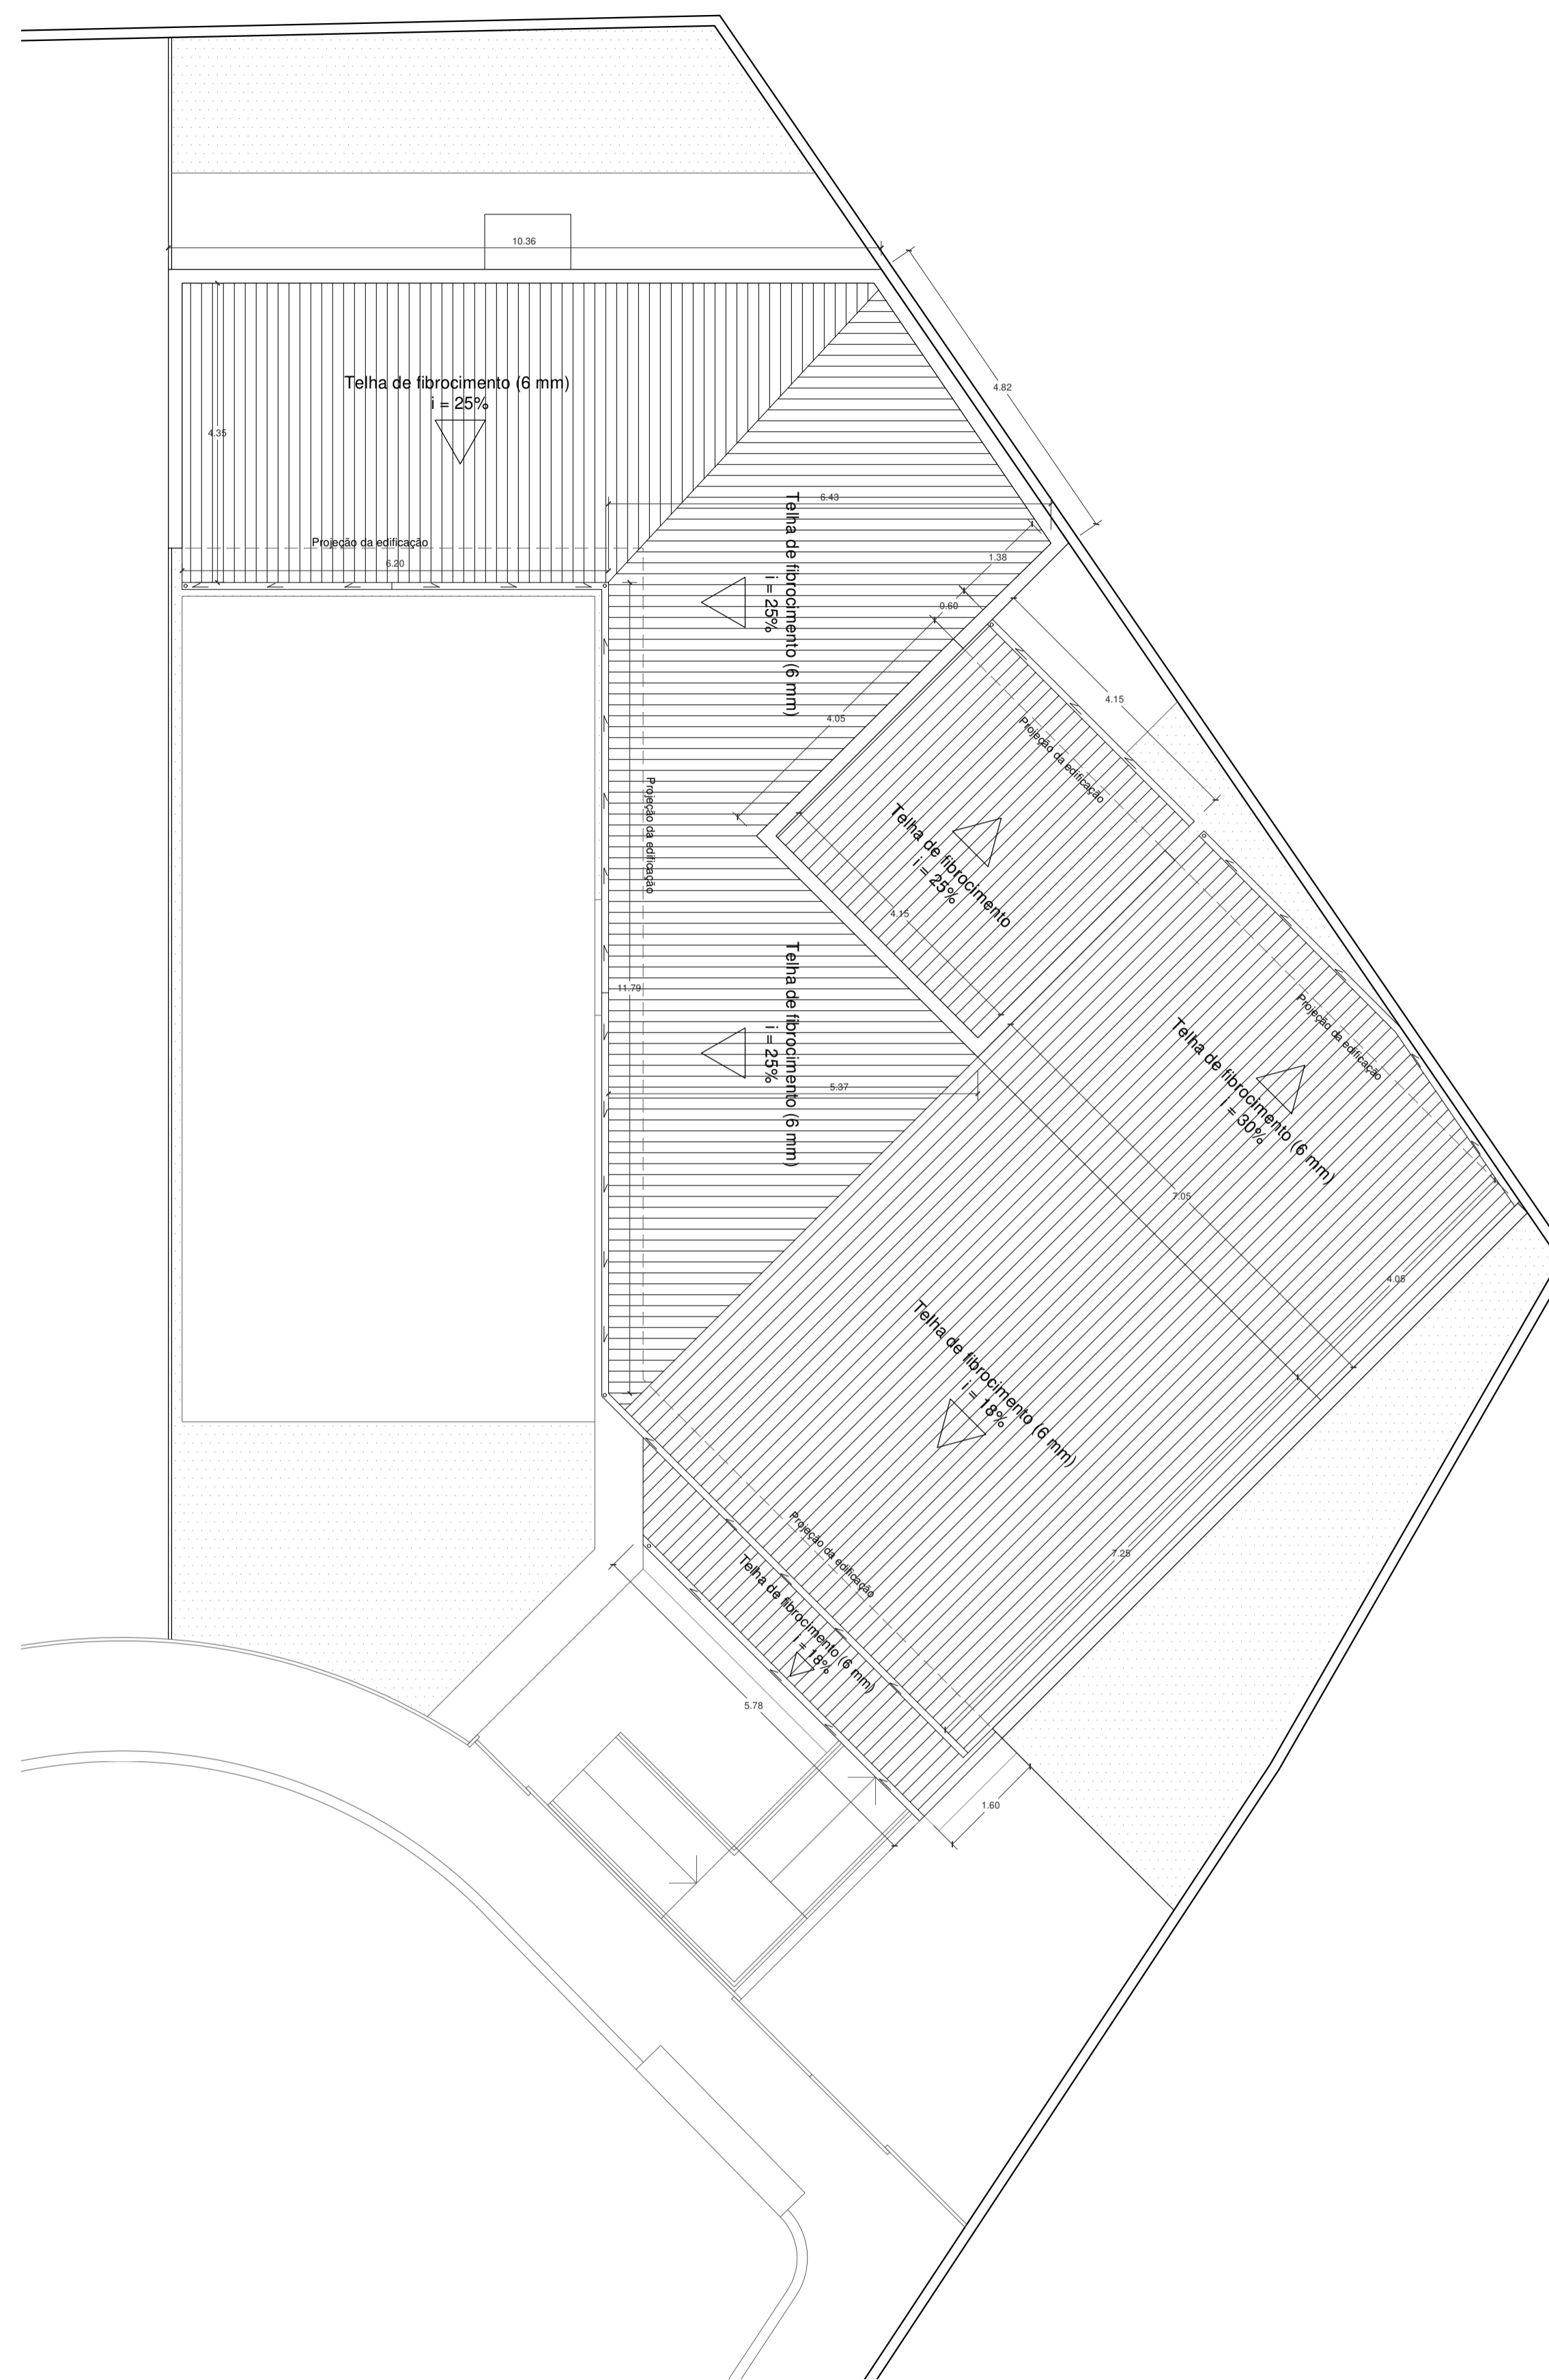 10.36
4.82
Telha de fibrocimento (6 mm)
i = 25%
4.35
6.43
Projeção da edificação
6.20
1.38
0.60
Telha de fibrocimento (6 mm)
i = 25%
4.15
4.05
Projeção da edificação
Projeção da edificação
Telha de fibrocimento
i = 25%
4.15
11.79
Telha de fibrocimento (6 mm)
i = 25%
5.37
Projeção da edificação
Telha de fibrocimento (6 mm)
i = 30%
7.05
4.05
Telha de fibrocimento (6 mm)
i = 18%
7.25
Projeção da edificação
Telha de fibrocimento (6 mm)
i = 18%
5.78
1.60